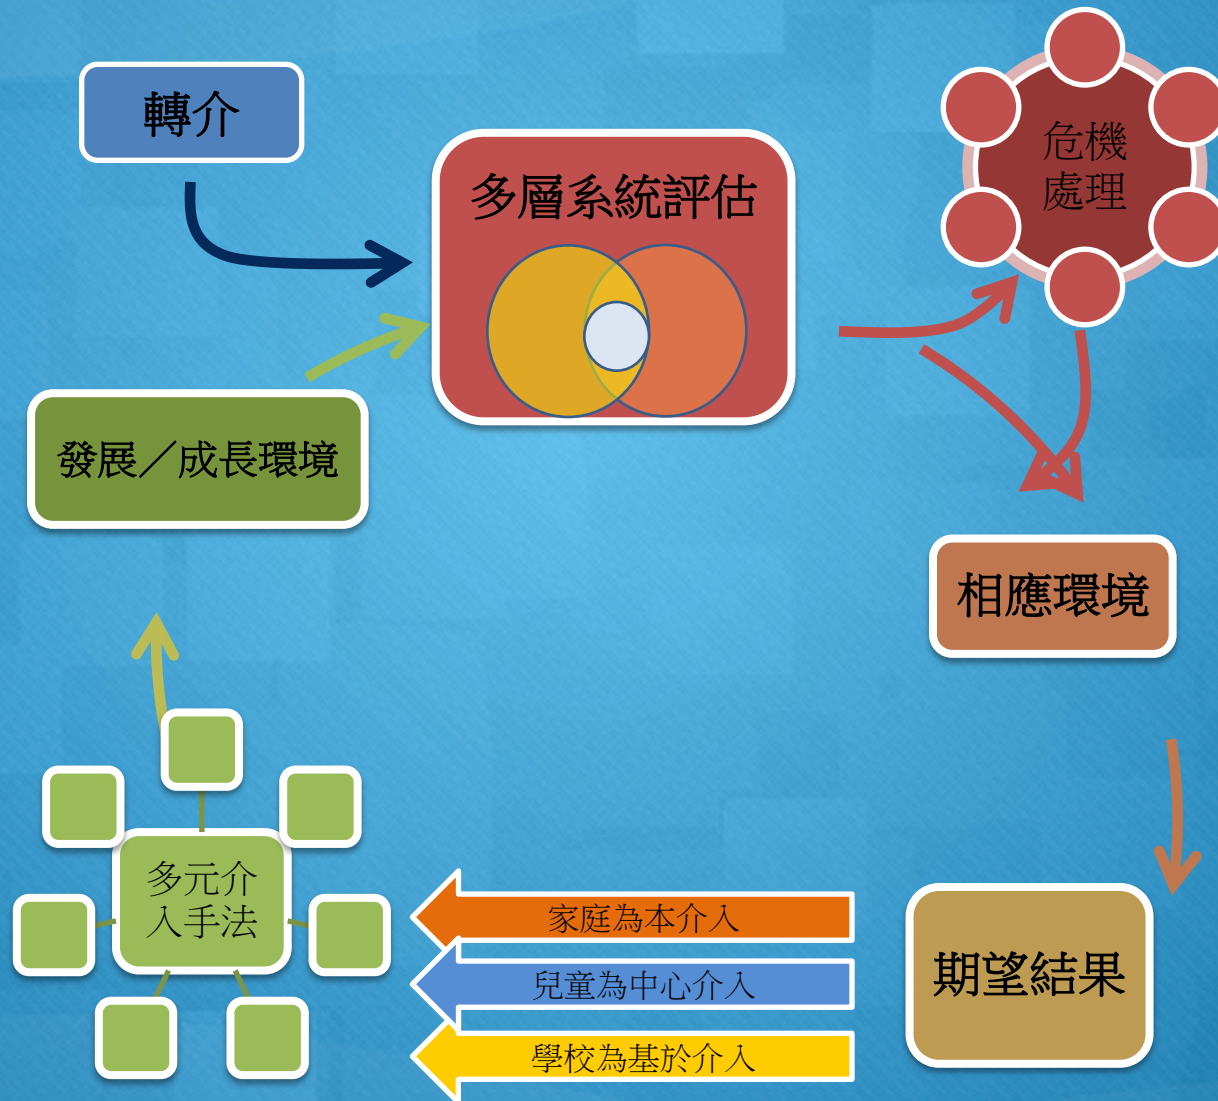 轉介
多層系統評估
危機
處理
發展／成長環境
相應環境
多元介
入手法
家庭為本介入
兒童為中心介入
學校為基於介入
期望結果